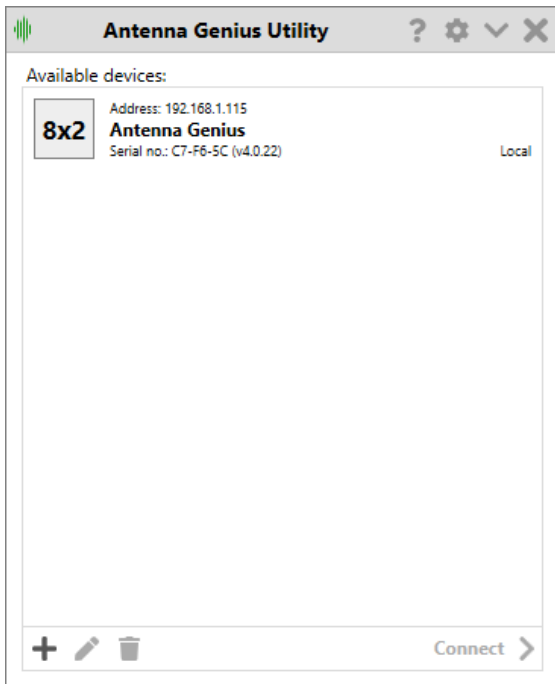 Antenna Genius Utility
Available devices:
8x2
Address: 192.168.1.115
Antenna Genius
Serial no.: C7-F6-5C (v4.0.22)
Local
Connect